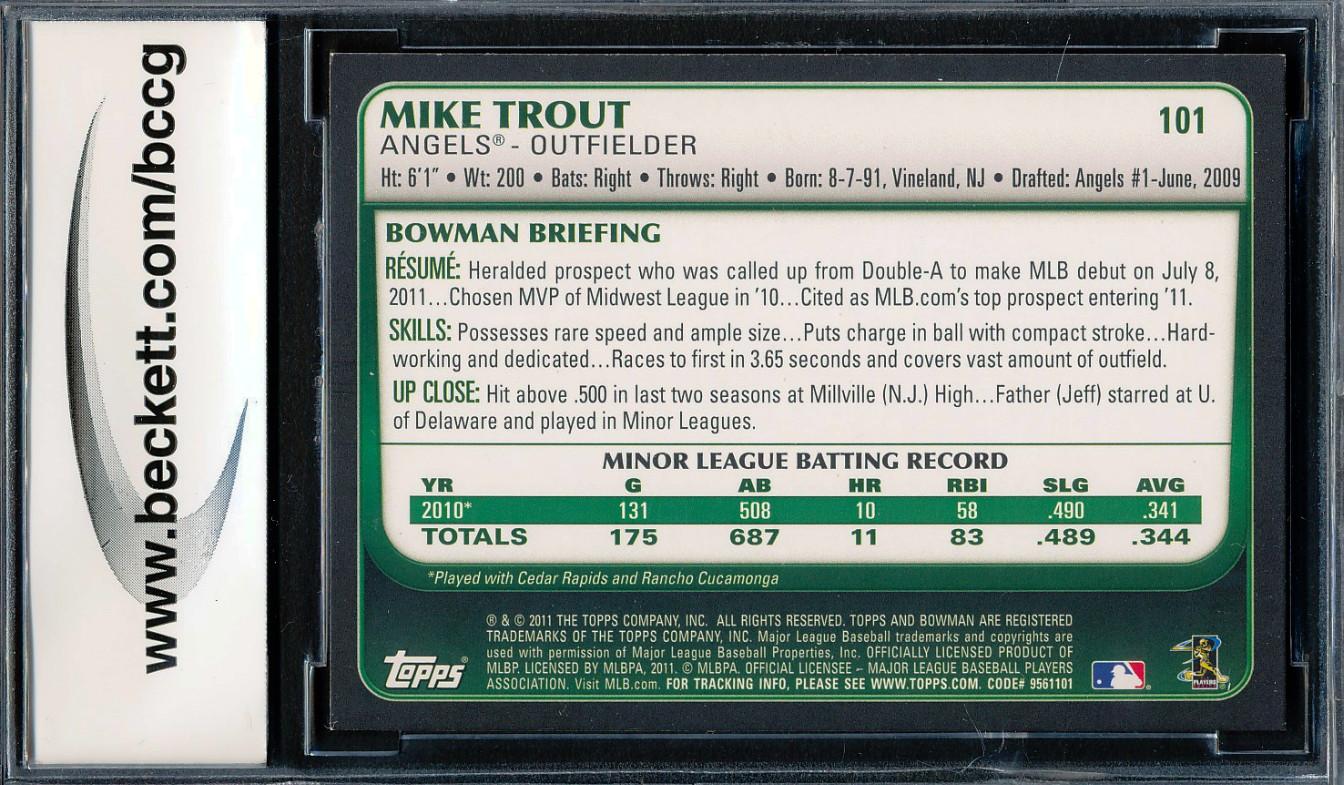 www.beckett.com/bccg
MIKE TROUT
101
ANGELS® - OUTFIELDER
Ht: 6'1" • Wt: 200 • Bats: Right • Throws: Right • Born: 8-7-91, Vineland, NJ • Drafted: Angels #1-June, 2009
BOWMAN BRIEFING
RÉSUMÉ: Heralded prospect who was called up from Double-A to make MLB debut on July 8,
2011...Chosen MVP of Midwest League in '10...Cited as MLB.com's top prospect entering '11.
SKILLS: Possesses rare speed and ample size...Puts charge in ball with compact stroke...Hard-
working and dedicated...Races to first in 3.65 seconds and covers vast amount of outfield.
UP CLOSE: Hit above .500 in last two seasons at Millville (N.J.) High...Father (Jeff) starred at U.
of Delaware and played in Minor Leagues.
MINOR LEAGUE BATTING RECORD
YR G AB HR RBI SLG AVG
2010* 131 508 10 58 .490 .341
TOTALS 175 687 11 83 .489 .344
*Played with Cedar Rapids and Rancho Cucamonga
® & © 2011 THE TOPPS COMPANY, INC. ALL RIGHTS RESERVED. TOPPS AND BOWMAN ARE REGISTERED
TRADEMARKS OF THE TOPPS COMPANY, INC. Major League Baseball trademarks and copyrights are
used with permission of Major League Baseball Properties, Inc. OFFICIALLY LICENSED PRODUCT OF
MLBP. LICENSED BY MLBPA, 2011. © MLBPA. OFFICIAL LICENSEE – MAJOR LEAGUE BASEBALL PLAYERS
ASSOCIATION. Visit MLB.com. FOR TRACKING INFO, PLEASE SEE WWW.TOPPS.COM. CODE# 9561101
Topps®
PLAYERS